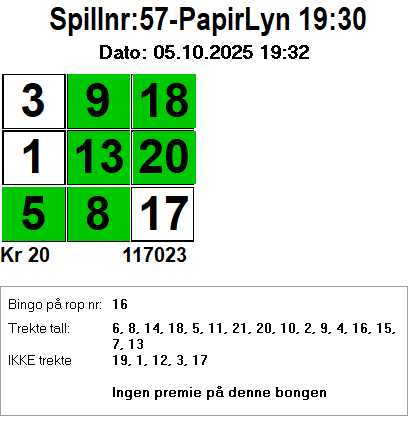 Spillnr:57-PapirLyn 19:30
Dato: 05.10.2025 19:32
3 9 18
1 13 20
5 8 17
Kr 20 117023
Bingo på rop nr: 16
Trekte tall: 6, 8, 14, 18, 5, 11, 21, 20, 10, 2, 9, 4, 16, 15,
7, 13
IKKE trekte 19, 1, 12, 3, 17
Ingen premie på denne bongen